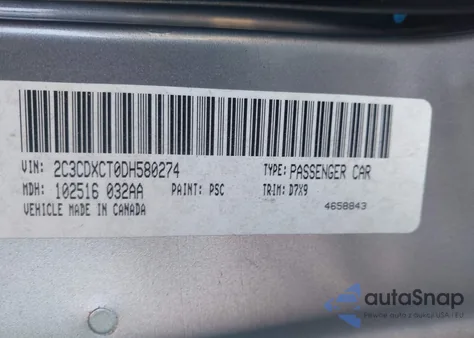 VIN: 2C3CDXCT0DH580274 TYPE: PASSENGER CAR
MDH: 102516 032AA PAINT: PSC TRIM: D7X9
VEHICLE MADE IN CANADA 4658843
autoSnap